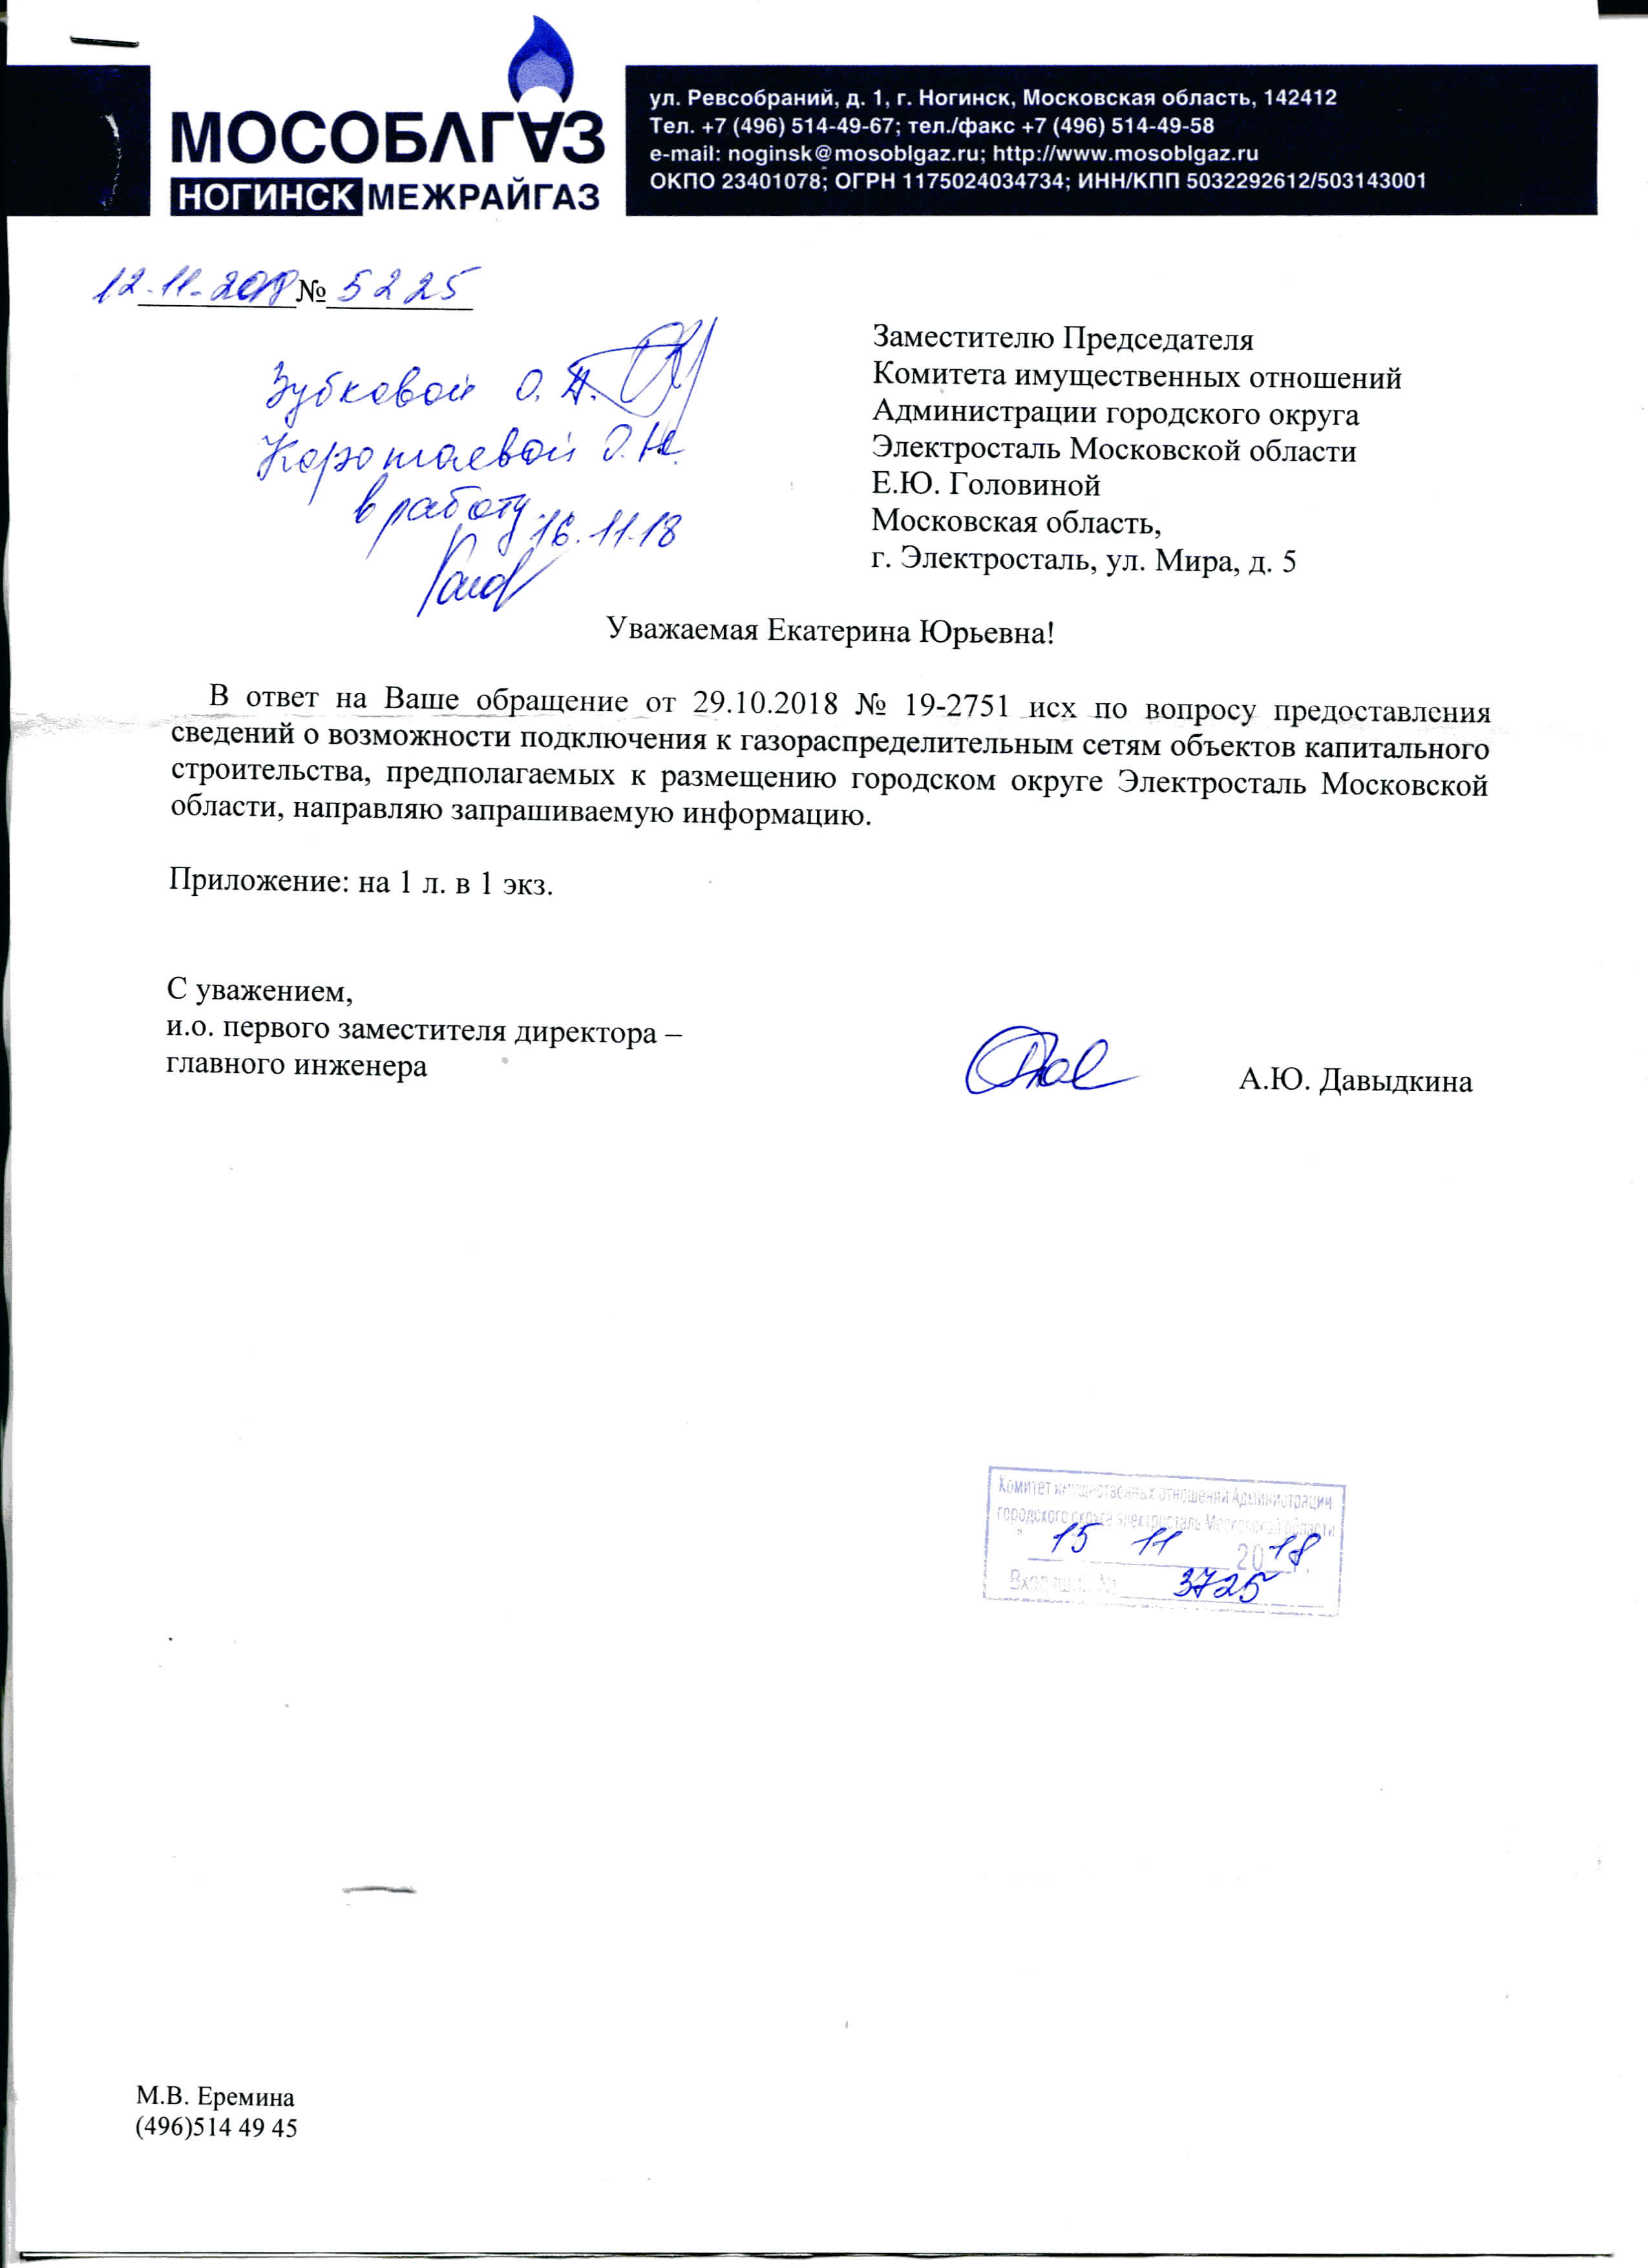 МОСОБЛГАЗ
НОГИНСК МЕЖРАЙГАЗ
ул. Ревсобраний, д. 1, г. Ногинск, Московская область, 142412
Тел. +7 (496) 514-49-67; тел./факс +7 (496) 514-49-58
e-mail: noginsk@mosoblgaz.ru; http://www.mosoblgaz.ru
ОКПО 23401078; ОГРН 1175024034734; ИНН/КПП 5032292612/503143001
12.11.2018 № 5225
Зубковой О.
Коротаевой О.Н.
в работу
16.11.18
Заместителю Председателя
Комитета имущественных отношений
Администрации городского округа
Электросталь Московской области
Е.Ю. Головиной
Московская область,
г. Электросталь, ул. Мира, д. 5
Уважаемая Екатерина Юрьевна!
В ответ на Ваше обращение от 29.10.2018 № 19-2751 исх по вопросу предоставления
сведений о возможности подключения к газораспределительным сетям объектов капитального
строительства, предполагаемых к размещению городском округе Электросталь Московской
области, направляю запрашиваемую информацию.
Приложение: на 1 л. в 1 экз.
С уважением,
и.о. первого заместителя директора –
главного инженера
А.Ю. Давыдкина
Комитет имущественных отношений Администрации
городского округа Электросталь Московской области
15 11 2018 г.
Входящий № 3725
М.В. Еремина
(496)514 49 45